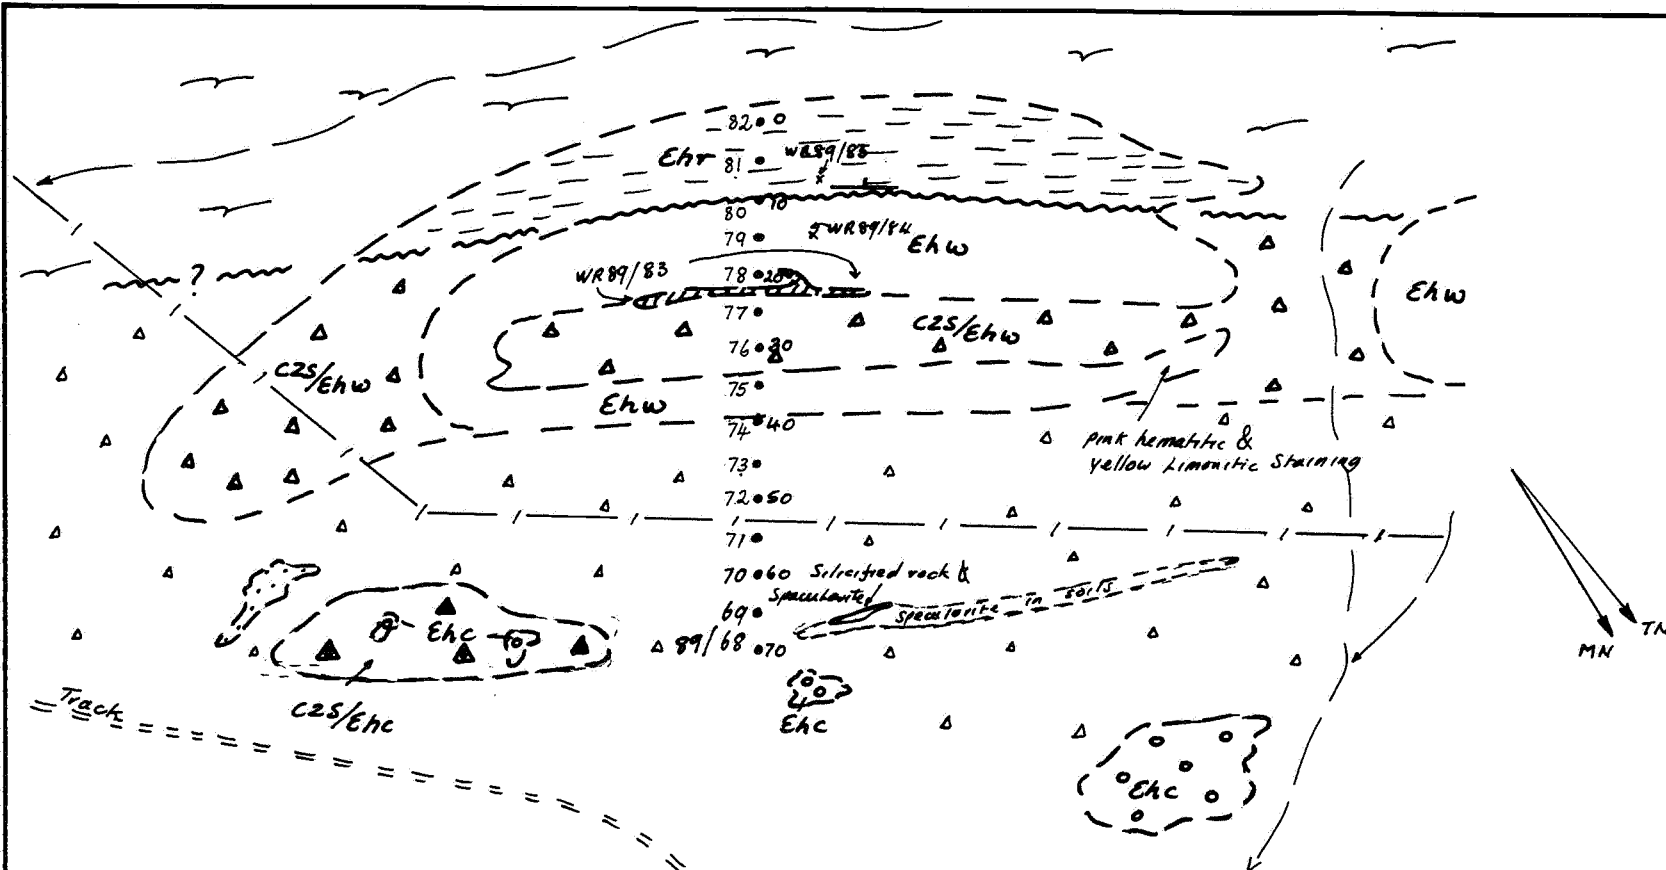 82 0
Ehr 81 WR89/85
80 10
79 WR89/84 Ehw
WR89/83 78 20
77
Ehw
C2S/Ehw
76 30
C2S/Ehw
75
Ehw
74 40
pink hematitic &
yellow Limonitic Staining
73
72 50
71
70 60 Silicified rock &
Specularite
69 specularite in soils
Ehc
89/68 70
TN
MN
Track
C2S/Ehc
Ehc
Ehc
?